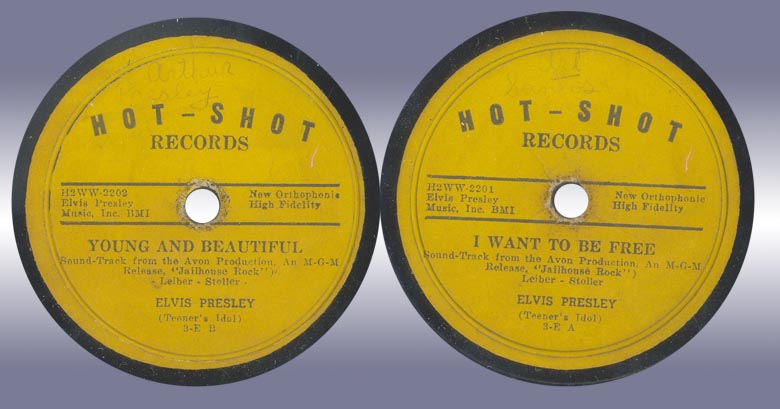 Arthur
Presley
HOT-SHOT
RECORDS
H2WW-2202
Elvis Presley
Music, Inc. BMI
New Orthophonic
High Fidelity
YOUNG AND BEAUTIFUL
Sound-Track from the Avon Production, An M-G-M
Release, "Jailhouse Rock")
- Leiber - Stoller -
ELVIS PRESLEY
(Teener's Idol)
3-E B
HOT-SHOT
RECORDS
H2WW-2201
Elvis Presley
Music, Inc. BMI
New Orthophonic
High Fidelity
I WANT TO BE FREE
Sound-Track from the Avon Production, An M-G-M
Release, "Jailhouse Rock")
Leiber - Stoller
ELVIS PRESLEY
(Teener's Idol)
3-E A